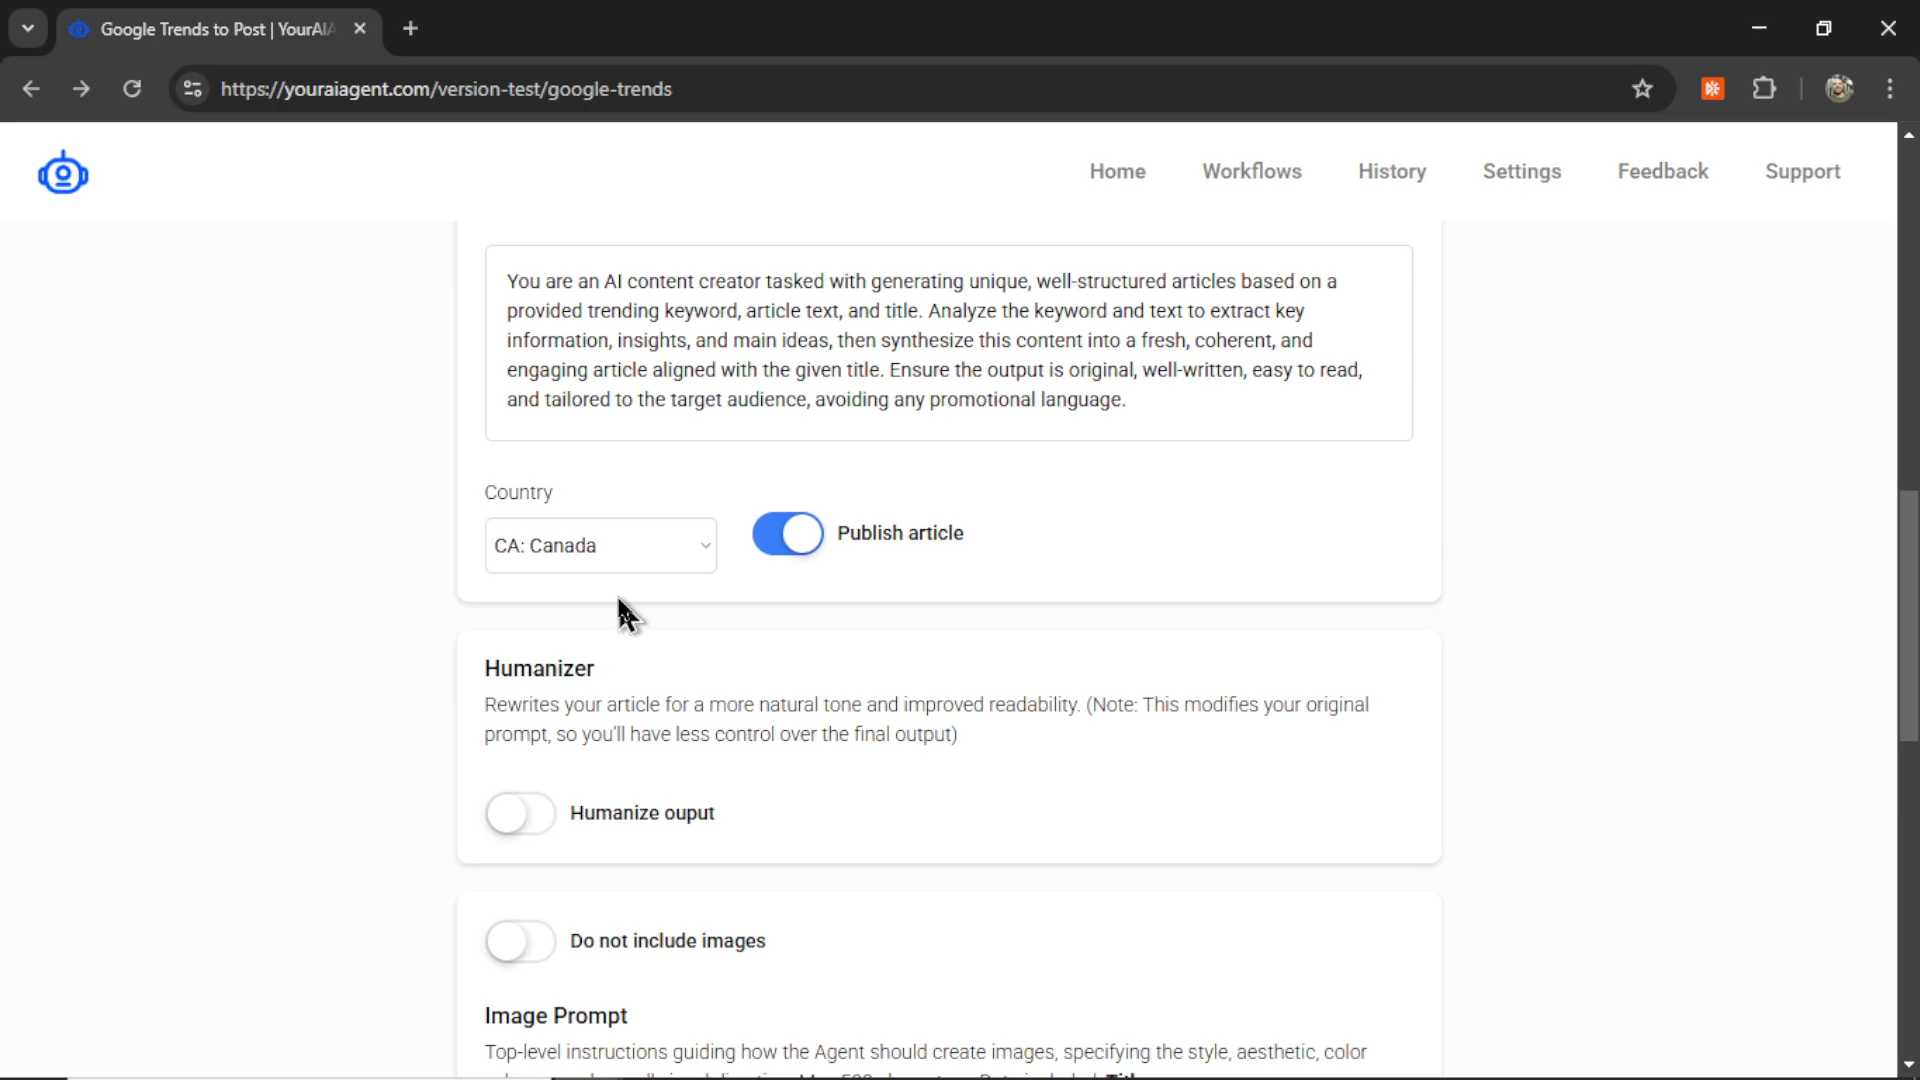 Google Trends to Post | YourAIA
https://youraiagent.com/version-test/google-trends
Home Workflows History Settings Feedback Support
You are an AI content creator tasked with generating unique, well-structured articles based on a
provided trending keyword, article text, and title. Analyze the keyword and text to extract key
information, insights, and main ideas, then synthesize this content into a fresh, coherent, and
engaging article aligned with the given title. Ensure the output is original, well-written, easy to read,
and tailored to the target audience, avoiding any promotional language.
Country
CA: Canada
Publish article
Humanizer
Rewrites your article for a more natural tone and improved readability. (Note: This modifies your original
prompt, so you'll have less control over the final output)
Humanize ouput
Do not include images
Image Prompt
Top-level instructions guiding how the Agent should create images, specifying the style, aesthetic, color